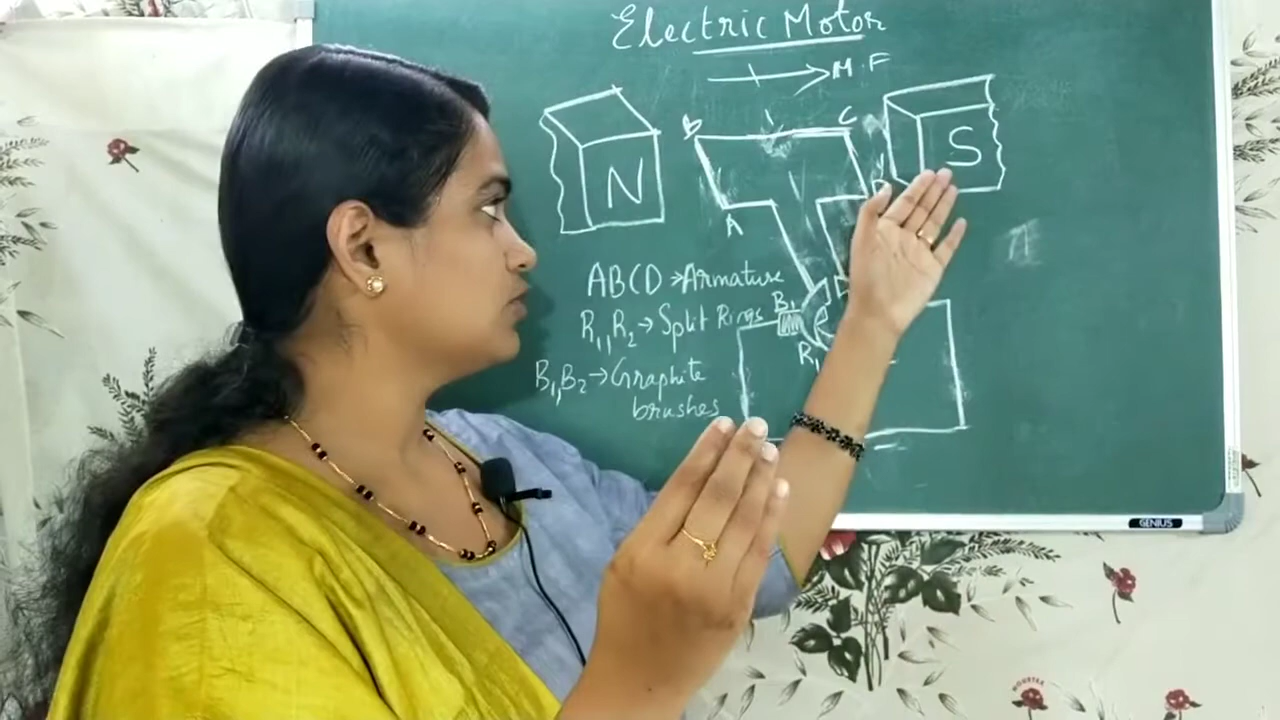 Electric Motor
M.F
B
C
N
S
A
D
ABCD → Armature
R1, R2 → Split Rings
B1
R1
B1, B2 → Graphite
brushes
GENIUS